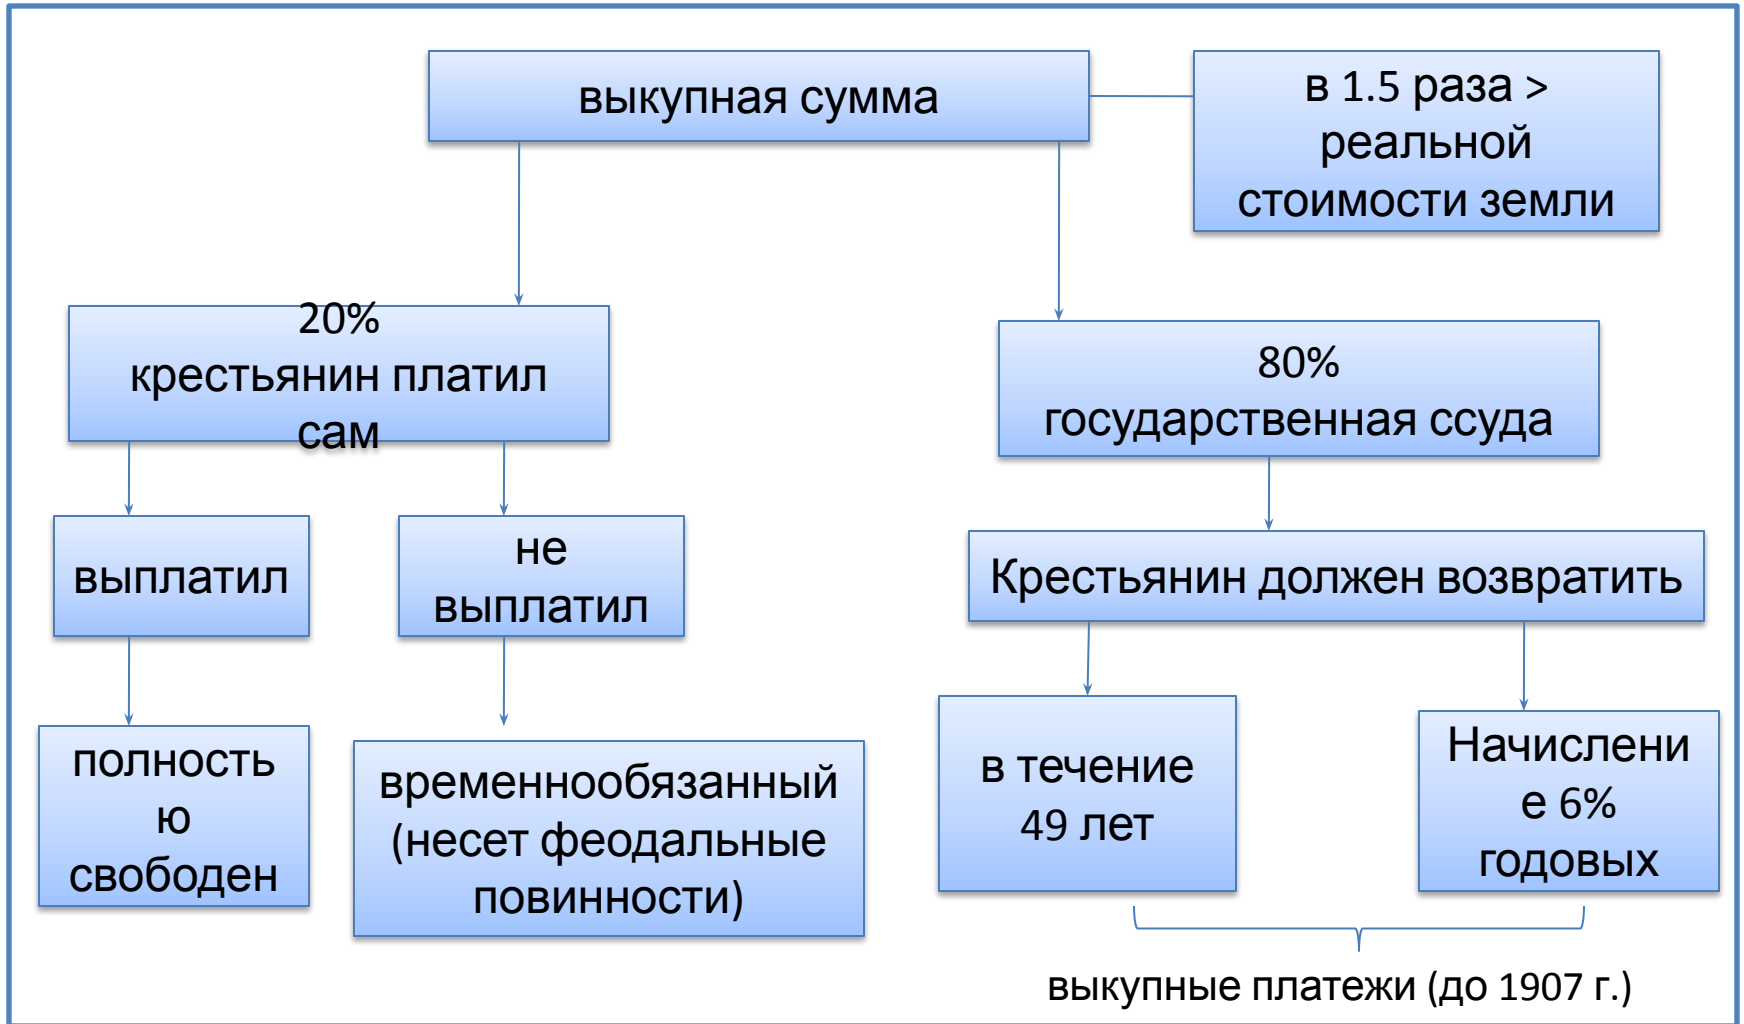 выкупная сумма
в 1.5 раза >
реальной
стоимости земли
20%
крестьянин платил
сам
80%
государственная ссуда
выплатил
не
выплатил
Крестьянин должен возвратить
полность
ю
свободен
временнообязанный
(несет феодальные
повинности)
в течение
49 лет
Начислени
е 6%
годовых
выкупные платежи (до 1907 г.)